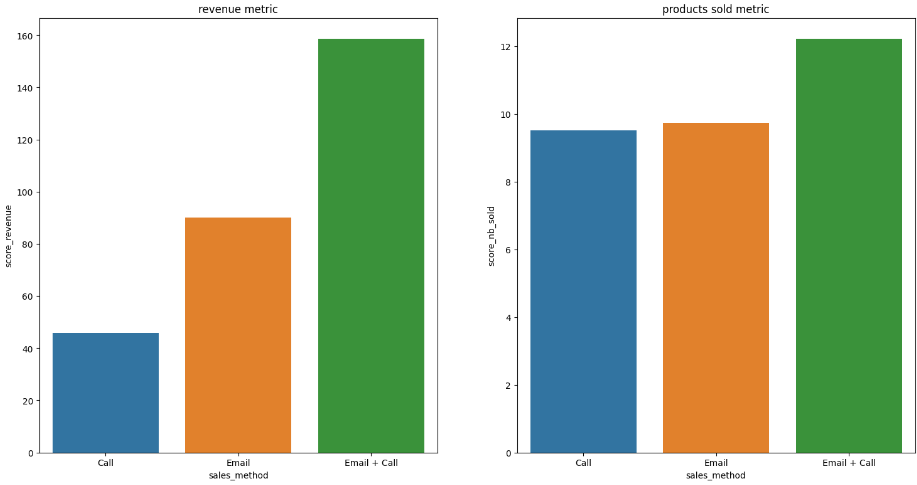 revenue metric
score_revenue
160
140
120
100
80
60
40
20
0
Call Email Email + Call
sales_method
products sold metric
score_nb_sold
12
10
8
6
4
2
0
Call Email Email + Call
sales_method